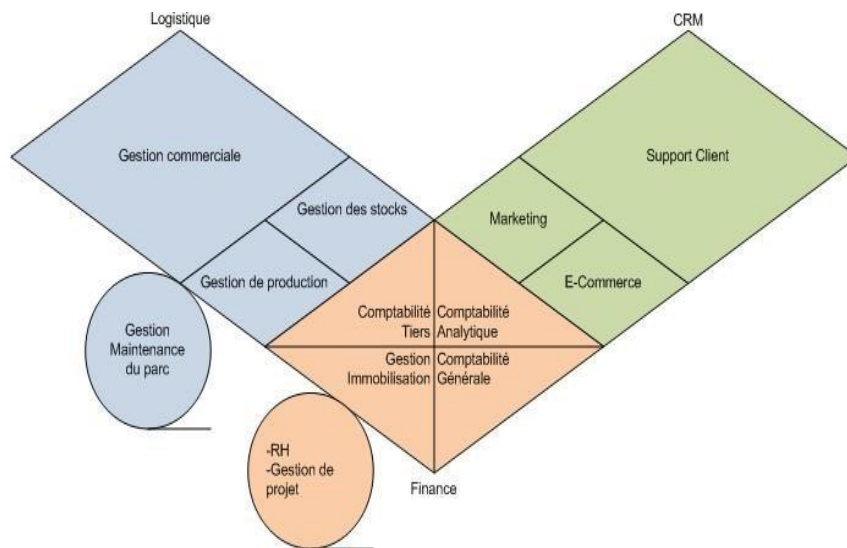 Logistique
CRM
Gestion commerciale
Support Client
Gestion des stocks
Marketing
Gestion de production
E-Commerce
Comptabilité
Tiers
Comptabilité
Analytique
Gestion
Immobilisation
Comptabilité
Générale
Gestion
Maintenance
du parc
-RH
-Gestion de
projet
Finance